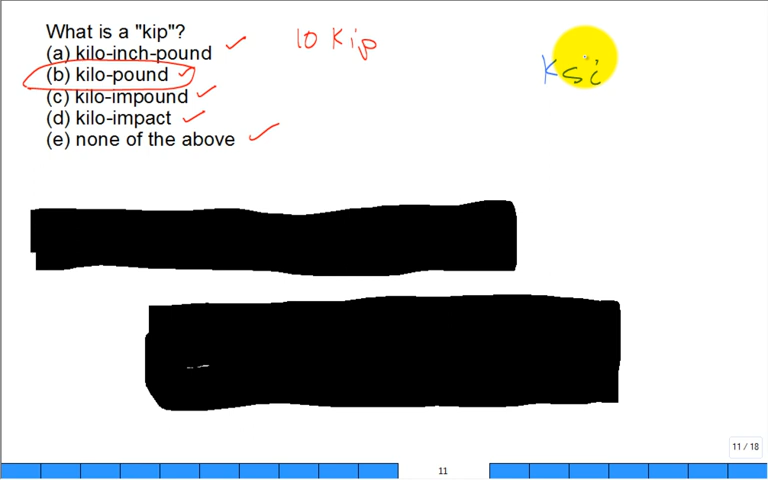 What is a "kip"?
(a) kilo-inch-pound
10 Kip
(b) kilo-pound
Ksi
(c) kilo-impound
(d) kilo-impact
(e) none of the above
11 / 18
11